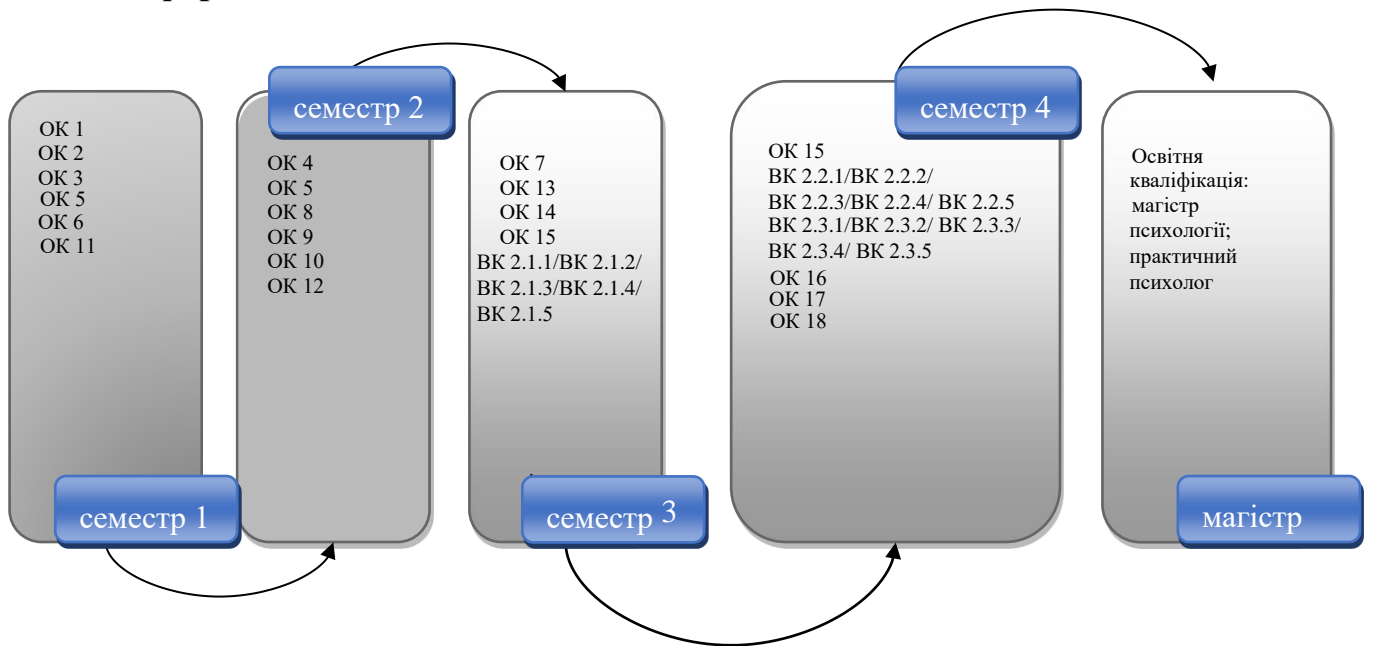 ОК 1
ОК 2
ОК 3
ОК 5
ОК 6
ОК 11
семестр 1
семестр 2
ОК 4
ОК 5
ОК 8
ОК 9
ОК 10
ОК 12
ОК 7
ОК 13
ОК 14
ОК 15
ВК 2.1.1/ВК 2.1.2/
ВК 2.1.3/ВК 2.1.4/
ВК 2.1.5
семестр 3
семестр 4
ОК 15
ВК 2.2.1/ВК 2.2.2/
ВК 2.2.3/ВК 2.2.4/ ВК 2.2.5
ВК 2.3.1/ВК 2.3.2/ ВК 2.3.3/
ВК 2.3.4/ ВК 2.3.5
ОК 16
ОК 17
ОК 18
Освітня
кваліфікація:
магістр
психології;
практичний
психолог
магістр